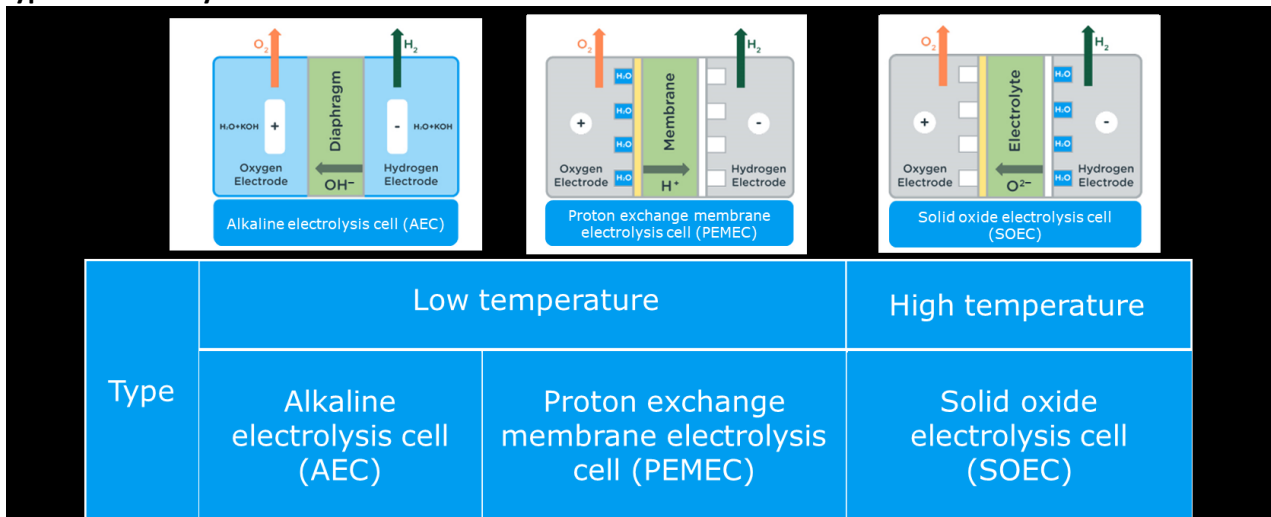 O₂
H₂
H₂O+KOH
+
Diaphragm
-
H₂O+KOH
Oxygen
Electrode
Hydrogen
Electrode
OH⁻
Alkaline electrolysis cell (AEC)
O₂
H₂
H₂O
H₂O
H₂O
H₂O
+
Membrane
-
Oxygen
Electrode
Hydrogen
Electrode
H⁺
Proton exchange membrane
electrolysis cell (PEMEC)
O₂
H₂
+
Electrolyte
H₂O
H₂O
H₂O
H₂O
-
Oxygen
Electrode
Hydrogen
Electrode
O²⁻
Solid oxide electrolysis cell
(SOEC)
Type
Low temperature
High temperature
Alkaline
electrolysis cell
(AEC)
Proton exchange
membrane electrolysis
cell (PEMEC)
Solid oxide
electrolysis cell
(SOEC)